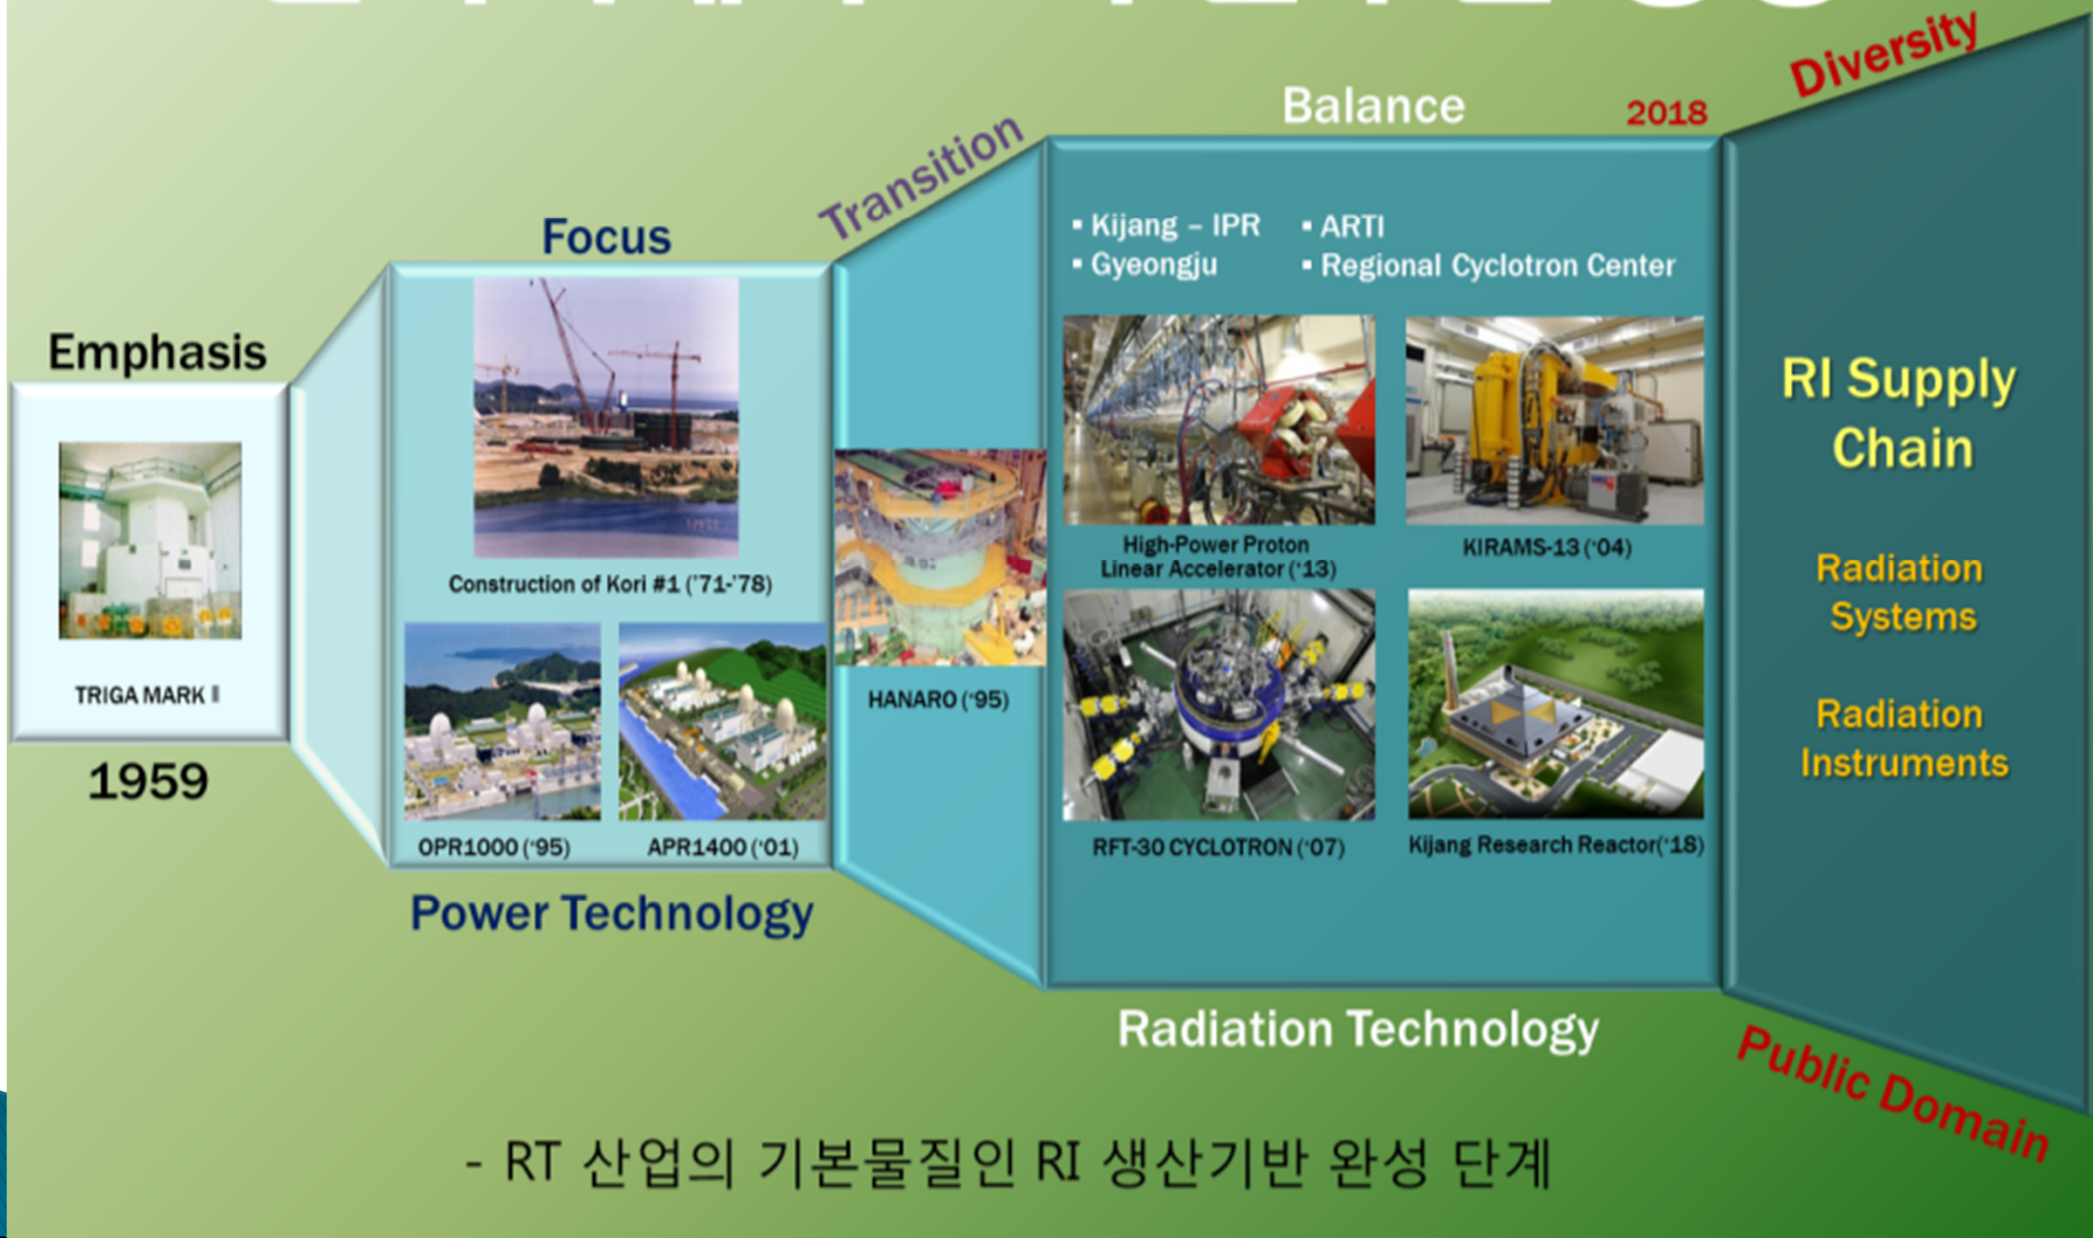 Diversity
Balance
2018
Transition
Focus
Emphasis
▪ Kijang – IPR
▪ Gyeongju
▪ ARTI
▪ Regional Cyclotron Center
TRIGA MARK Ⅱ
1959
Construction of Kori #1 ('71-'78)
OPR1000 ('95)
APR1400 ('01)
Power Technology
HANARO ('95)
High-Power Proton
Linear Accelerator ('13)
KIRAMS-13 ('04)
RFT-30 CYCLOTRON ('07)
Kijang Research Reactor('18)
Radiation Technology
RI Supply
Chain
Radiation
Systems
Radiation
Instruments
Public Domain
- RT 산업의 기본물질인 RI 생산기반 완성 단계